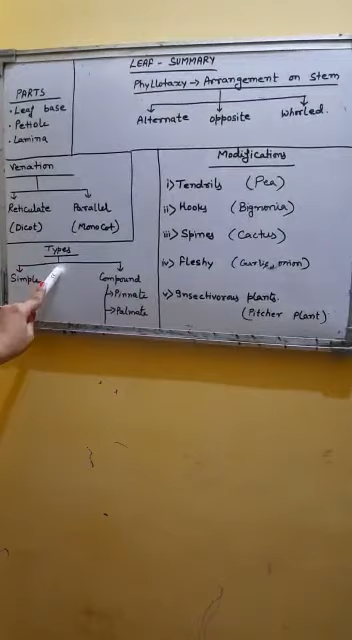 LEAF - SUMMARY
Phyllotaxy → Arrangement on stem
Alternate opposite Whorled.
PARTS
• Leaf base
• Petiole
• Lamina
Venation
Reticulate Parallel
(Dicot) (Monocot)
Types
Simple Compound
→ Pinnate
→ Palmate
Modifications
i) Tendrils (Pea)
ii) Hooks (Bignonia)
iii) Spines (Cactus)
iv) Fleshy (Garlic, onion)
v) Insectivorous plants.
(Pitcher Plant)